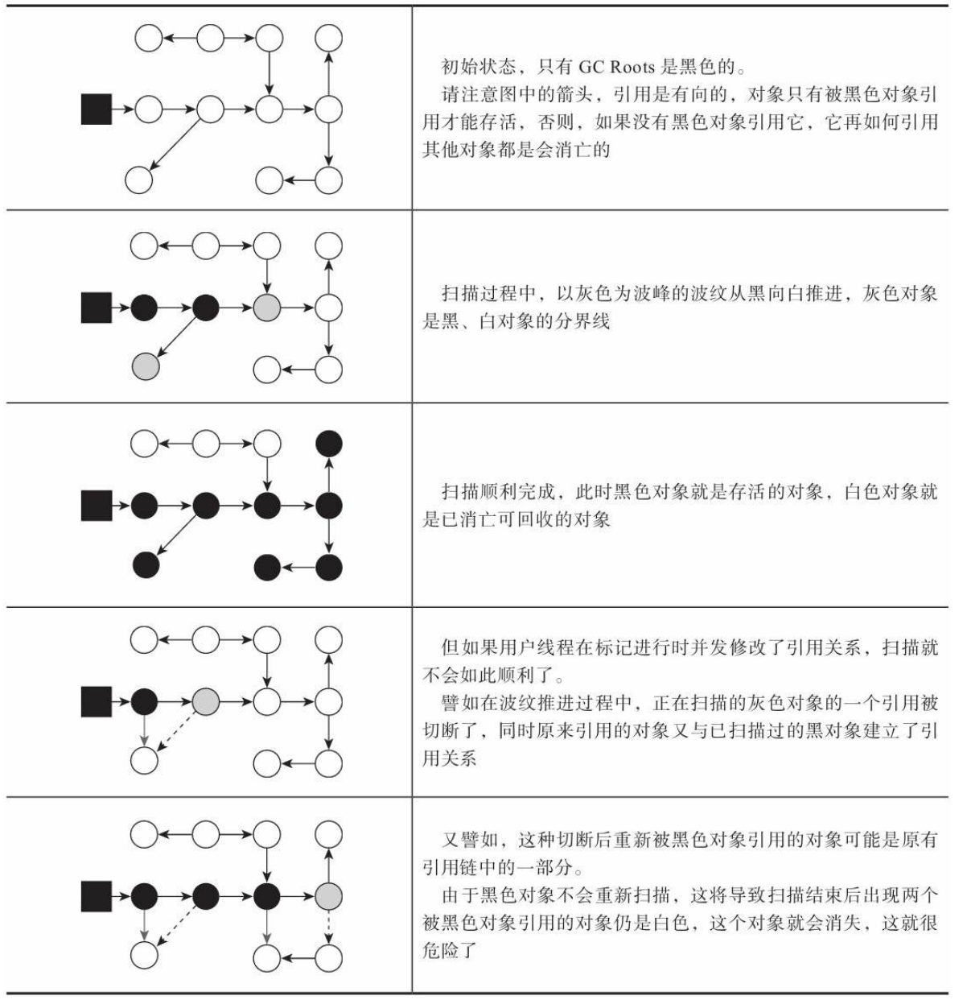 初始状态，只有 GC Roots 是黑色的。
请注意图中的箭头，引用是有向的，对象只有被黑色对象引
用才能存活，否则，如果没有黑色对象引用它，它再如何引用
其他对象都是会消亡的
扫描过程中，以灰色为波峰的波纹从黑向白推进，灰色对象
是黑、白对象的分界线
扫描顺利完成，此时黑色对象就是存活的对象，白色对象就
是已消亡可回收的对象
但如果用户线程在标记进行时并发修改了引用关系，扫描就
不会如此顺利了。
譬如在波纹推进过程中，正在扫描的灰色对象的一个引用被
切断了，同时原来引用的对象又与已扫描过的黑对象建立了引
用关系
又譬如，这种切断后重新被黑色对象引用的对象可能是原有
引用链中的一部分。
由于黑色对象不会重新扫描，这将导致扫描结束后出现两个
被黑色对象引用的对象仍是白色，这个对象就会消失，这就很
危险了